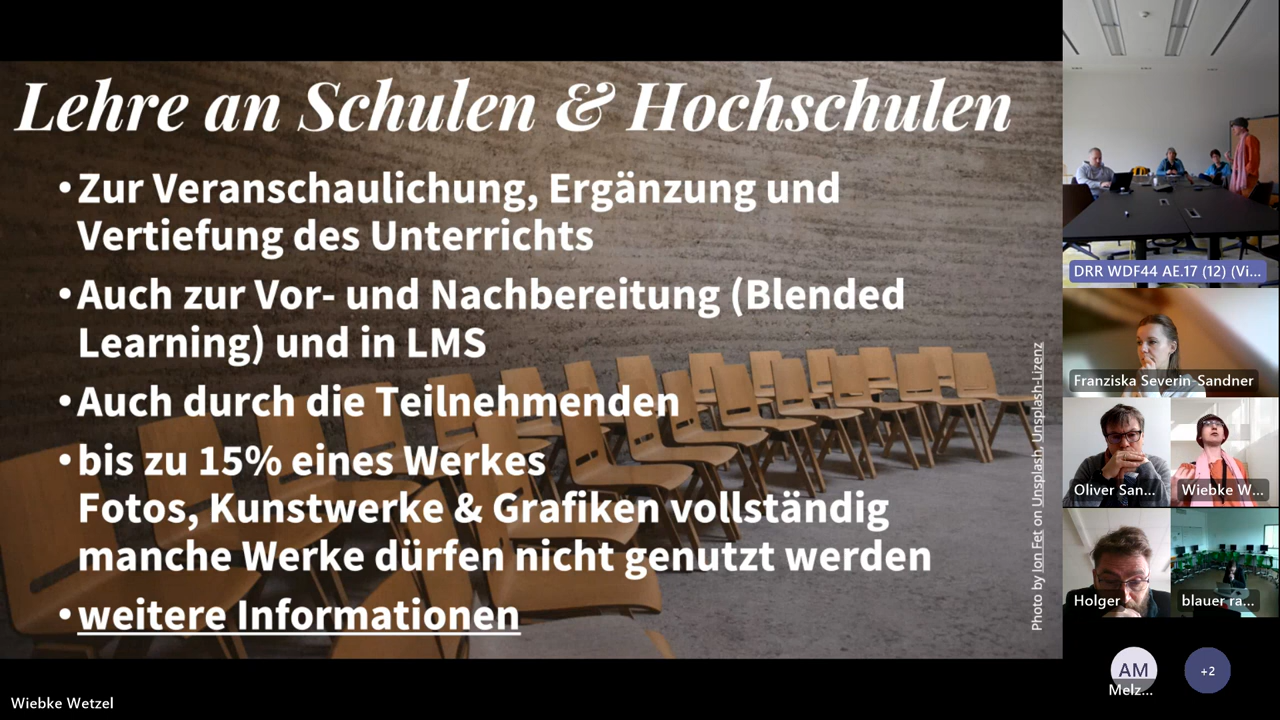 Lehre an Schulen & Hochschulen
• Zur Veranschaulichung, Ergänzung und
Vertiefung des Unterrichts
• Auch zur Vor- und Nachbereitung (Blended
Learning) und in LMS
• Auch durch die Teilnehmenden
• bis zu 15% eines Werkes
Fotos, Kunstwerke & Grafiken vollständig
manche Werke dürfen nicht genutzt werden
• weitere Informationen
Photo by Ion Fet on Unsplash, Unsplash-Lizenz
Wiebke Wetzel
DRR WDF44 AE.17 (12) (Vi...
Franziska Severin-Sandner
Oliver San...
Wiebke W...
Holger
blauer ra...
AM
Melz...
+2